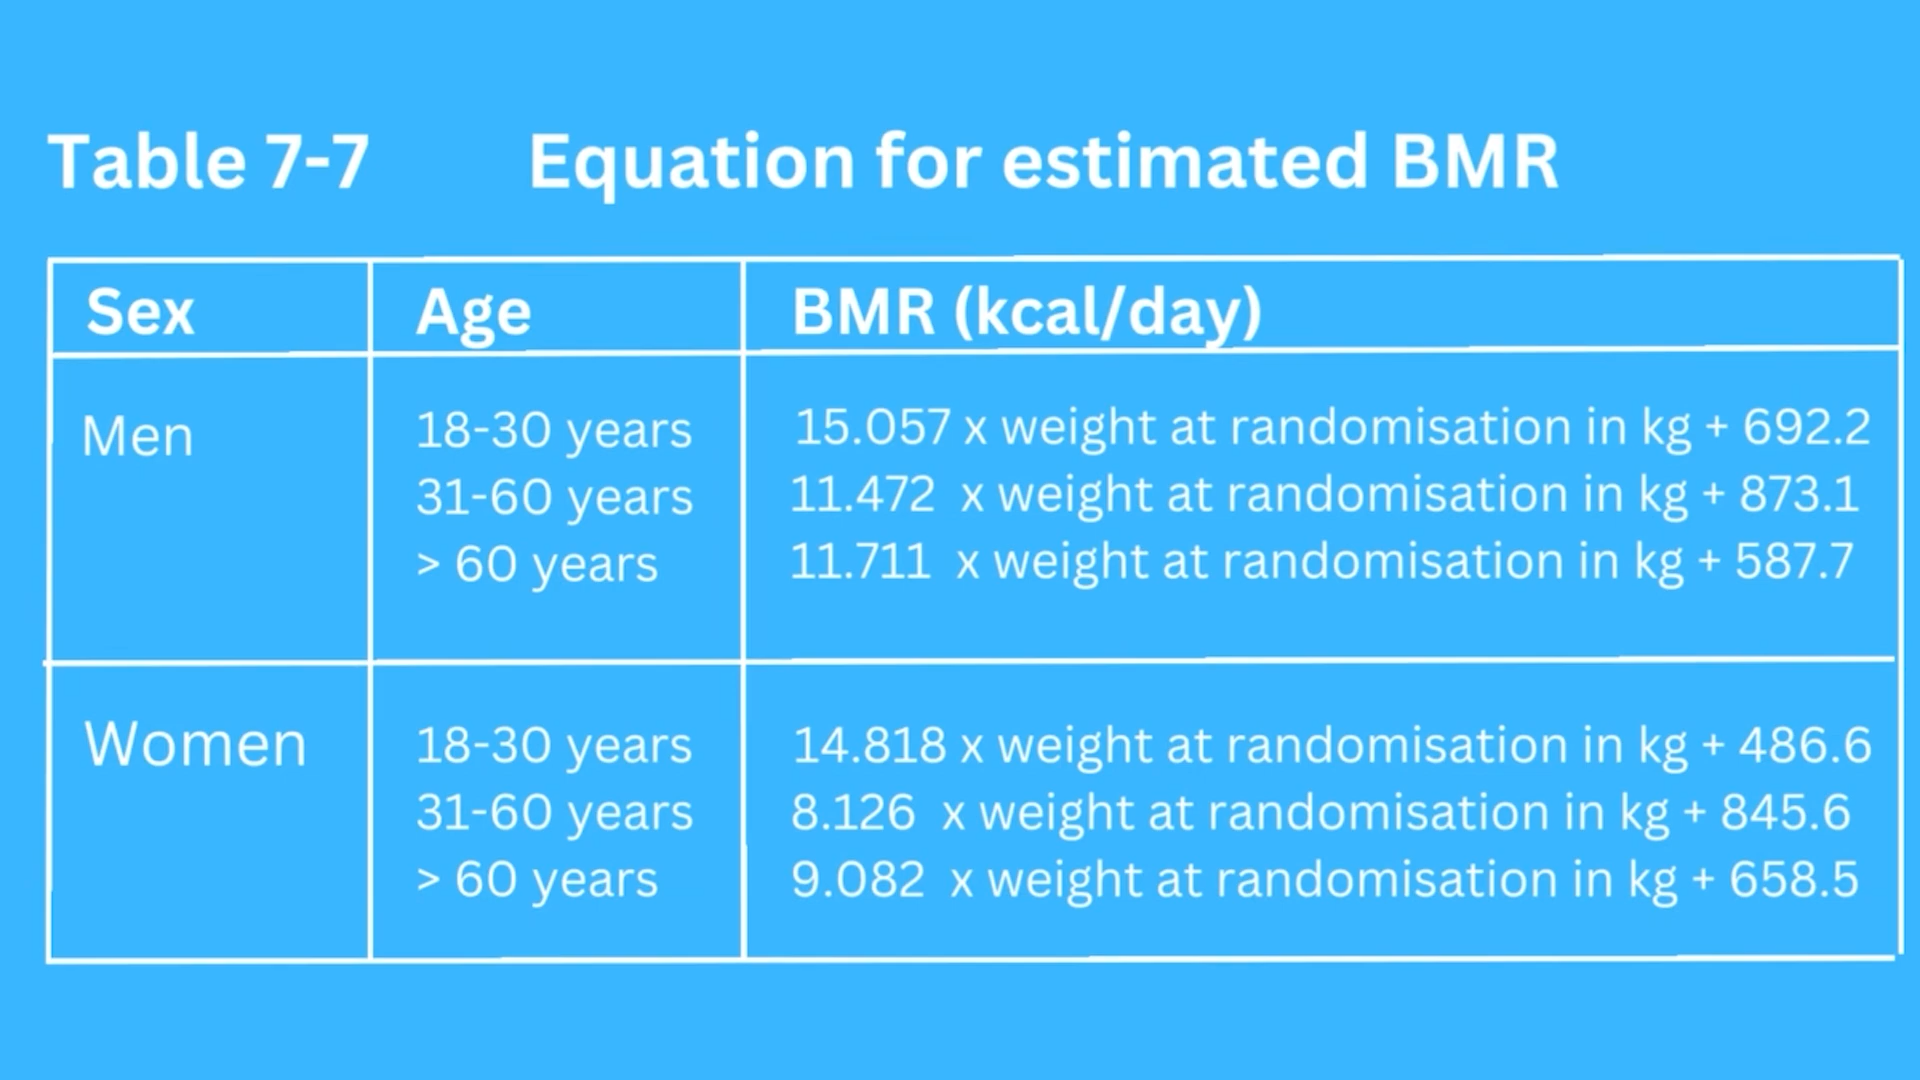 Table 7-7 Equation for estimated BMR
Sex Age BMR (kcal/day)
Men 18-30 years 15.057 x weight at randomisation in kg + 692.2
31-60 years 11.472 x weight at randomisation in kg + 873.1
> 60 years 11.711 x weight at randomisation in kg + 587.7
Women 18-30 years 14.818 x weight at randomisation in kg + 486.6
31-60 years 8.126 x weight at randomisation in kg + 845.6
> 60 years 9.082 x weight at randomisation in kg + 658.5